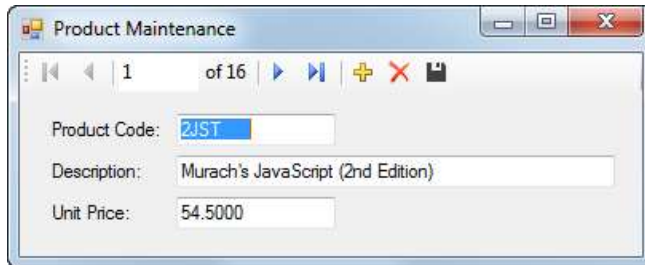 Product Maintenance
1 of 16
Product Code: 2JST
Description: Murach's JavaScript (2nd Edition)
Unit Price: 54.5000